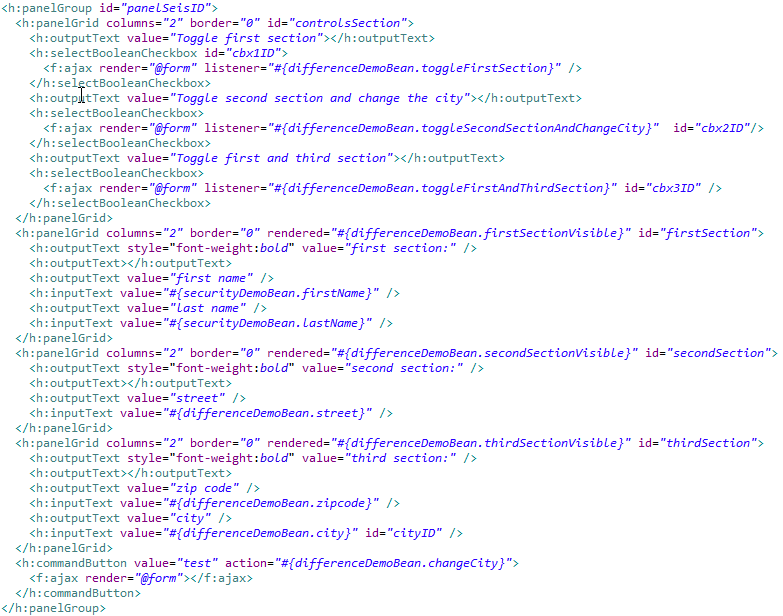 <h:panelGroup id="panelSeisID">
<h:panelGrid columns="2" border="0" id="controlsSection">
<h:outputText value="Toggle first section"></h:outputText>
<h:selectBooleanCheckbox id="cbx1ID">
<f:ajax render="@form" listener="#{differenceDemoBean.toggleFirstSection}" />
</h:selectBooleanCheckbox>
<h:outputText value="Toggle second section and change the city"></h:outputText>
<h:selectBooleanCheckbox>
<f:ajax render="@form" listener="#{differenceDemoBean.toggleSecondSectionAndChangeCity}"  id="cbx2ID"/>
</h:selectBooleanCheckbox>
<h:outputText value="Toggle first and third section"></h:outputText>
<h:selectBooleanCheckbox>
<f:ajax render="@form" listener="#{differenceDemoBean.toggleFirstAndThirdSection}" id="cbx3ID" />
</h:selectBooleanCheckbox>
</h:panelGrid>
<h:panelGrid columns="2" border="0" rendered="#{differenceDemoBean.firstSectionVisible}" id="firstSection">
<h:outputText style="font-weight:bold" value="first section:" />
<h:outputText></h:outputText>
<h:outputText value="first name" />
<h:inputText value="#{securityDemoBean.firstName}" />
<h:outputText value="last name" />
<h:inputText value="#{securityDemoBean.lastName}" />
</h:panelGrid>
<h:panelGrid columns="2" border="0" rendered="#{differenceDemoBean.secondSectionVisible}" id="secondSection">
<h:outputText style="font-weight:bold" value="second section:" />
<h:outputText></h:outputText>
<h:outputText value="street" />
<h:inputText value="#{differenceDemoBean.street}" />
</h:panelGrid>
<h:panelGrid columns="2" border="0" rendered="#{differenceDemoBean.thirdSectionVisible}" id="thirdSection">
<h:outputText style="font-weight:bold" value="third section:" />
<h:outputText></h:outputText>
<h:outputText value="zip code" />
<h:inputText value="#{differenceDemoBean.zipcode}" />
<h:outputText value="city" />
<h:inputText value="#{differenceDemoBean.city}" id="cityID" />
</h:panelGrid>
<h:commandButton value="test" action="#{differenceDemoBean.changeCity}">
<f:ajax render="@form"></f:ajax>
</h:commandButton>
</h:panelGroup>